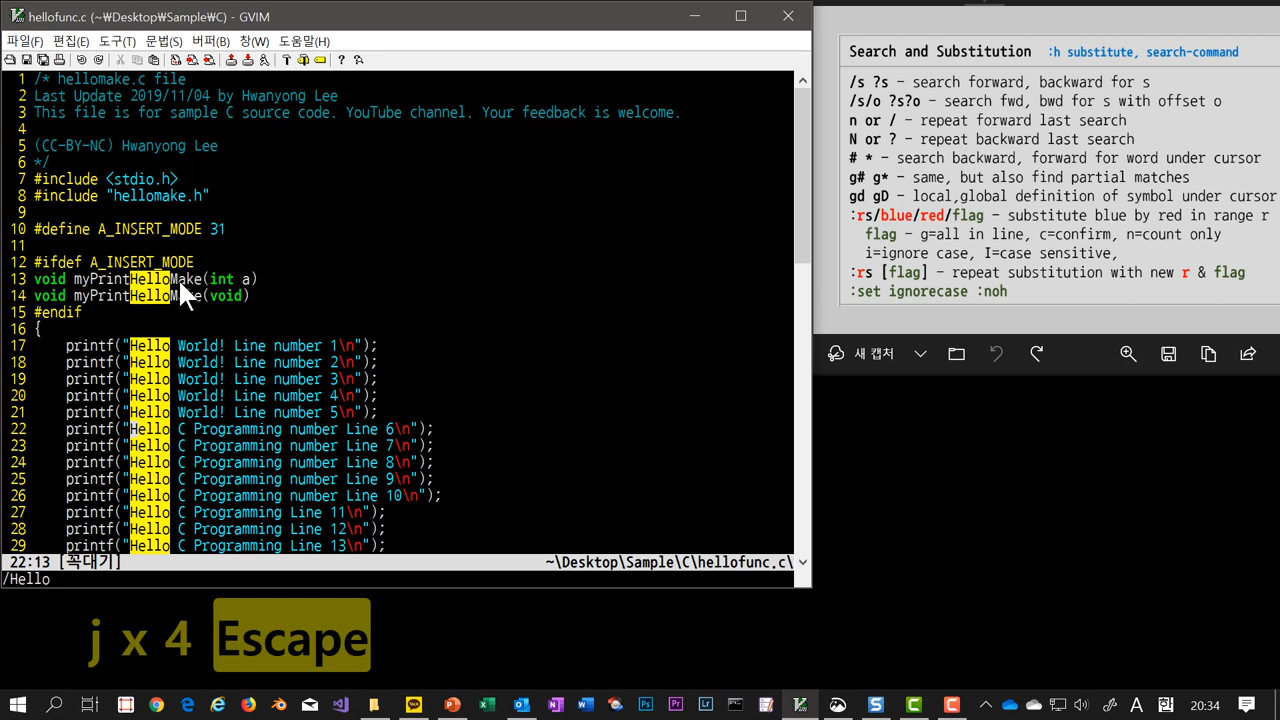 hellofunc.c (~￦Desktop￦Sample￦C) - GVIM
파일(F) 편집(E) 도구(T) 문법(S) 버퍼(B) 창(W) 도움말(H)
1 /* hellomake.c file
2 Last Update 2019/11/04 by Hwanyong Lee
3 This file is for sample C source code. YouTube channel. Your feedback is welcome.
4
5 (CC-BY-NC) Hwanyong Lee
6 */
7 #include <stdio.h>
8 #include "hellomake.h"
9
10 #define A_INSERT_MODE 31
11
12 #ifdef A_INSERT_MODE
13 void myPrintHelloMake(int a)
14 void myPrintHelloMake(void)
15 #endif
16 {
17 printf("Hello World! Line number 1\n");
18 printf("Hello World! Line number 2\n");
19 printf("Hello World! Line number 3\n");
20 printf("Hello World! Line number 4\n");
21 printf("Hello World! Line number 5\n");
22 printf("Hello C Programming number Line 6\n");
23 printf("Hello C Programming number Line 7\n");
24 printf("Hello C Programming number Line 8\n");
25 printf("Hello C Programming number Line 9\n");
26 printf("Hello C Programming number Line 10\n");
27 printf("Hello C Programming Line 11\n");
28 printf("Hello C Programming Line 12\n");
29 printf("Hello C Programming Line 13\n");
22:13 [꼭대기] ~\Desktop\Sample\C\hellofunc.c\
/Hello
j x 4 Escape
Search and Substitution :h substitute, search-command
/s ?s – search forward, backward for s
/s/o ?s?o – search fwd, bwd for s with offset o
n or / – repeat forward last search
N or ? – repeat backward last search
# * – search backward, forward for word under cursor
g# g* – same, but also find partial matches
gd gD – local,global definition of symbol under cursor
:rs/blue/red/flag – substitute blue by red in range r
flag – g=all in line, c=confirm, n=count only
i=ignore case, I=case sensitive,
:rs [flag] – repeat substitution with new r & flag
:set ignorecase :noh
새 캡처
A 한 20:34